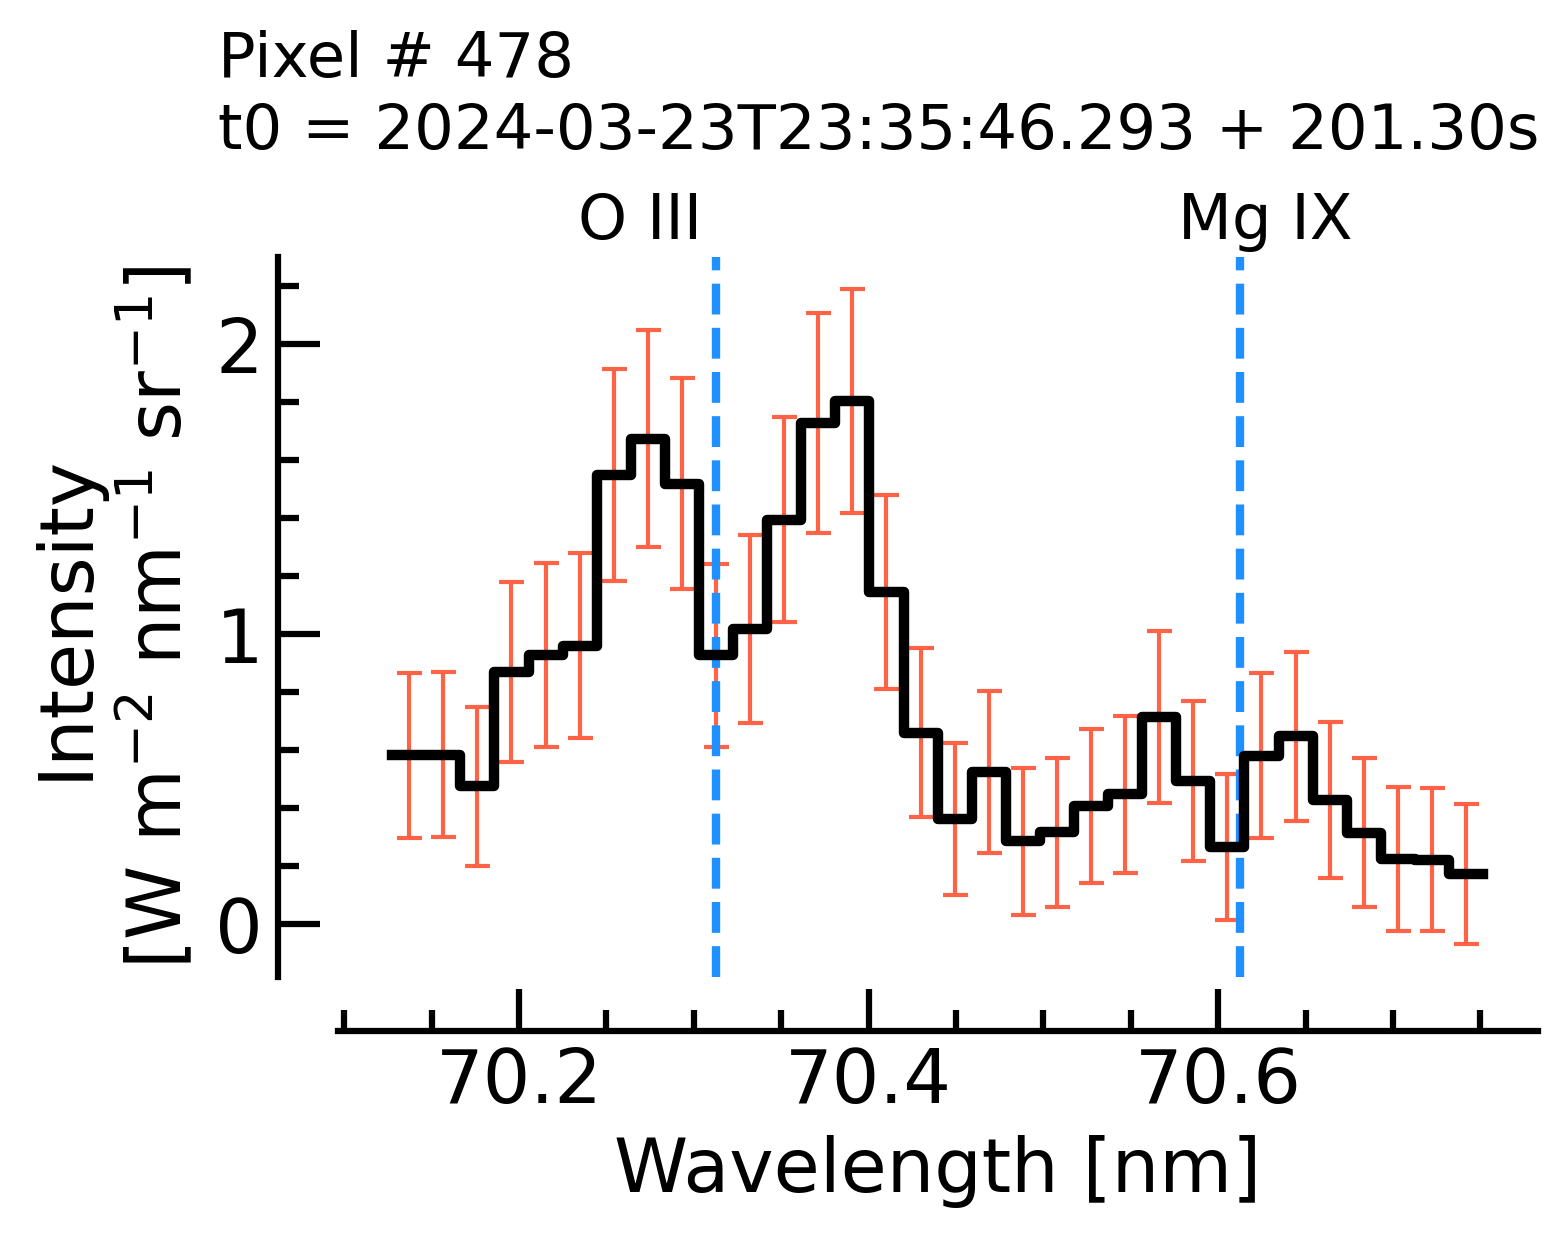 Pixel # 478
t0 = 2024-03-23T23:35:46.293 + 201.30s
O III
Mg IX
Intensity
[W m⁻² nm⁻¹ sr⁻¹]
2
1
0
70.2
70.4
70.6
Wavelength [nm]